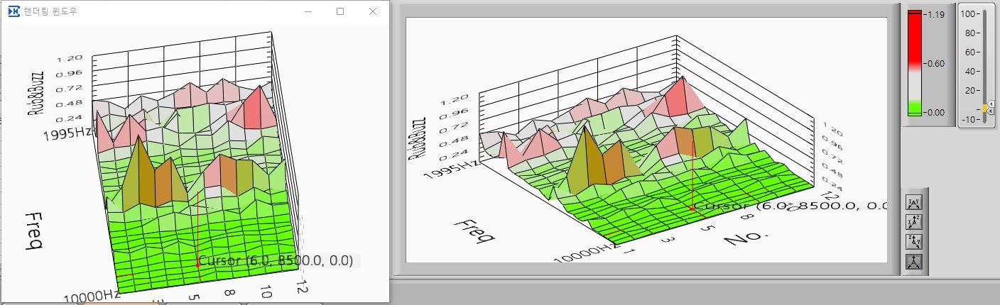 렌더링 윈도우
1.20
0.96
0.72
0.48
0.24
Rub&Buzz
1995Hz
Freq
10000Hz
Cursor (6.0, 8500.0, 0.0)
5
8
10
12
1.20
0.96
0.72
0.48
0.24
Rub&Buzz
1995Hz
Freq
10000Hz
1
3
5
8
10
12
No.
Cursor (6.0, 8500.0, 0.0
1.20
0.96
0.72
0.48
0.24
1.19
0.60
0.00
100
80
60
40
20
-10